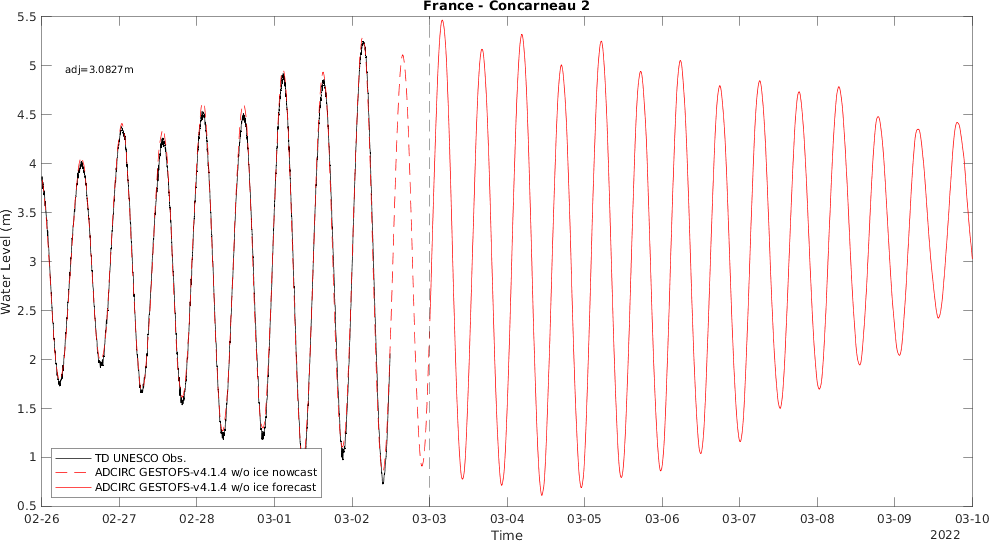 France - Concarneau 2
adj=3.0827m
Water Level (m)
5.5
5
4.5
4
3.5
3
2.5
2
1.5
1
0.5
TD UNESCO Obs.
ADCIRC GESTOFS-v4.1.4 w/o ice nowcast
ADCIRC GESTOFS-v4.1.4 w/o ice forecast
02-26 02-27 02-28 03-01 03-02 03-03 03-04 03-05 03-06 03-07 03-08 03-09 03-10
Time
2022